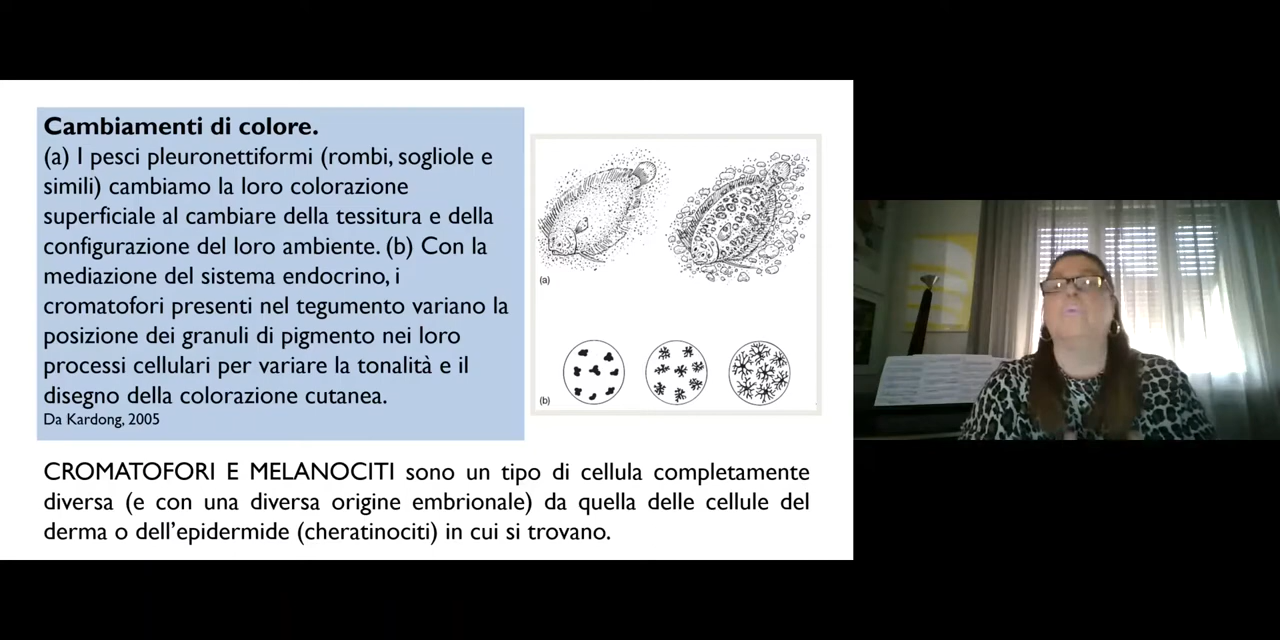 Cambiamenti di colore.
(a) I pesci pleuronettiformi (rombi, sogliole e
simili) cambiamo la loro colorazione
superficiale al cambiare della tessitura e della
configurazione del loro ambiente. (b) Con la
mediazione del sistema endocrino, i
cromatofori presenti nel tegumento variano la
posizione dei granuli di pigmento nei loro
processi cellulari per variare la tonalità e il
disegno della colorazione cutanea.
Da Kardong, 2005
(a)
(b)
CROMATOFORI E MELANOCITI sono un tipo di cellula completamente
diversa (e con una diversa origine embrionale) da quella delle cellule del
derma o dell’epidermide (cheratinociti) in cui si trovano.